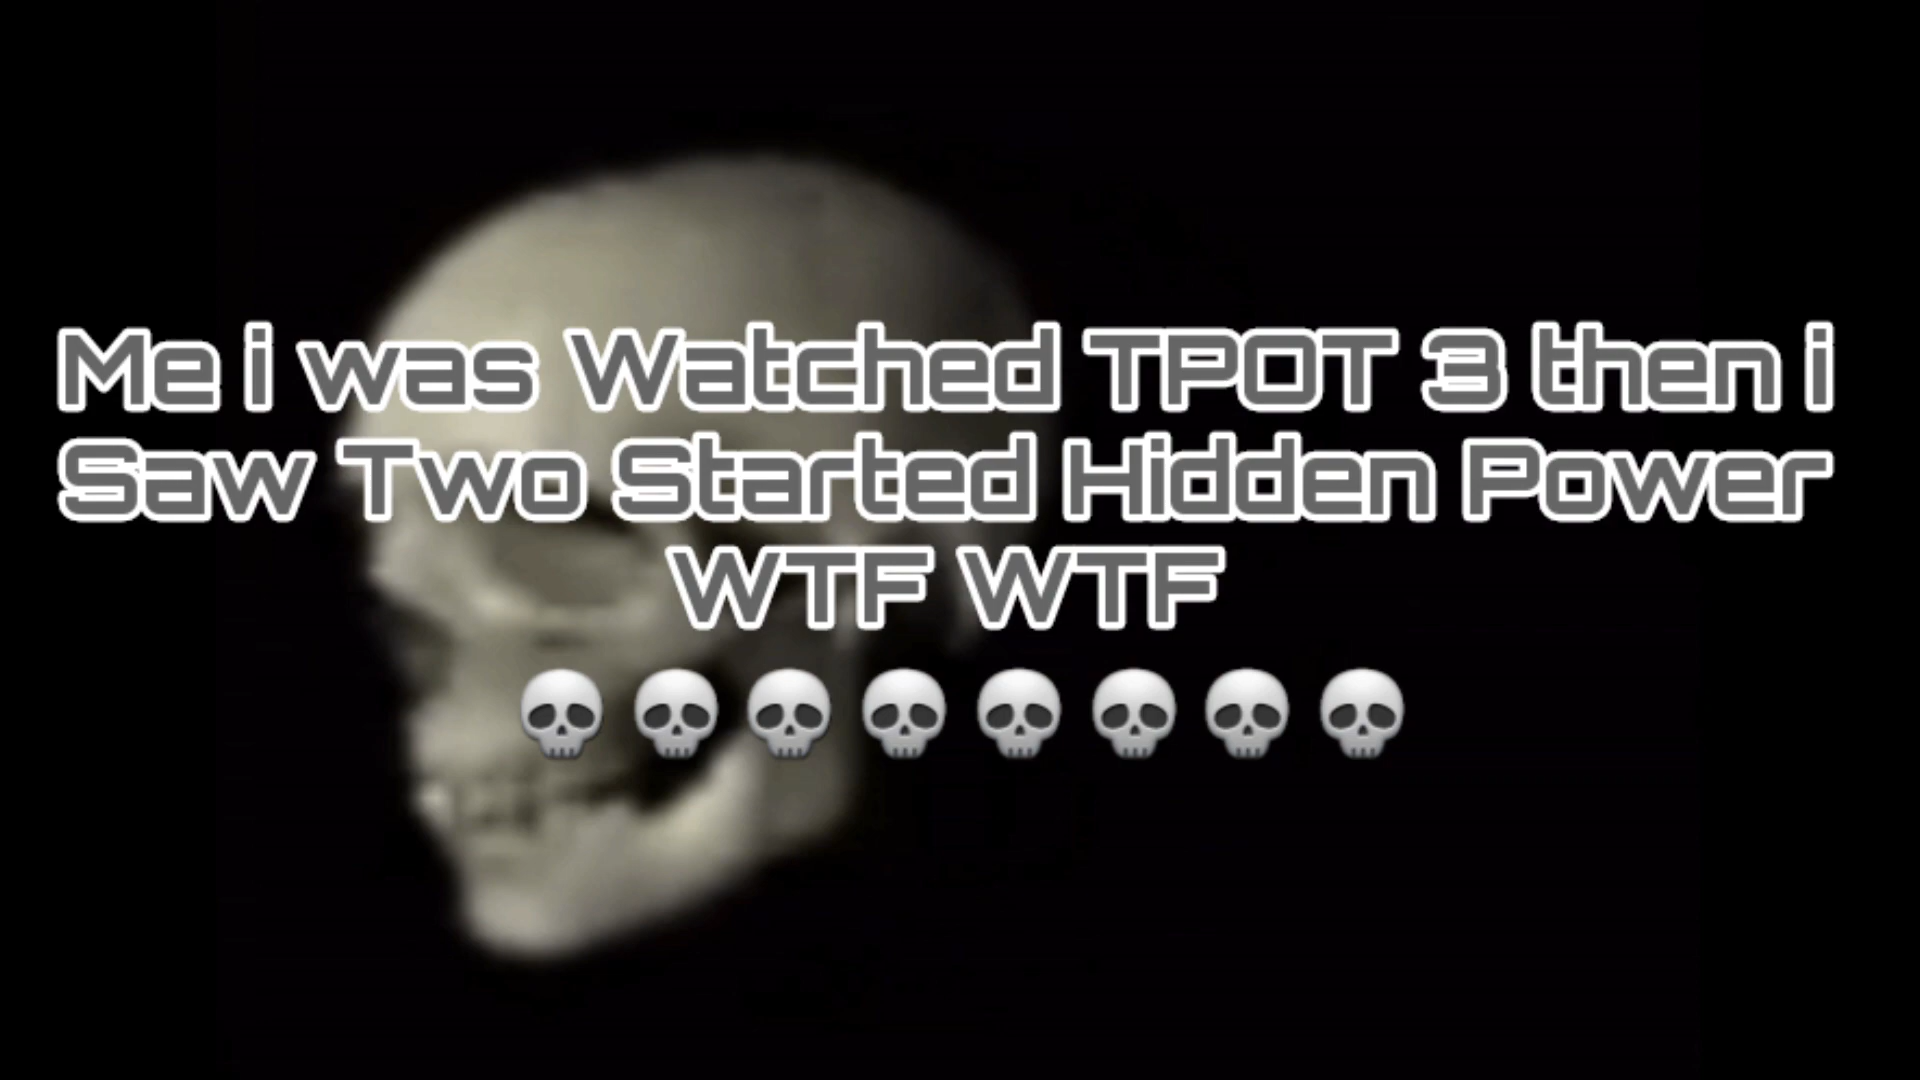 Me i was Watched TPOT 3 then i
Saw Two Started Hidden Power
WTF WTF
💀💀💀💀💀💀💀💀